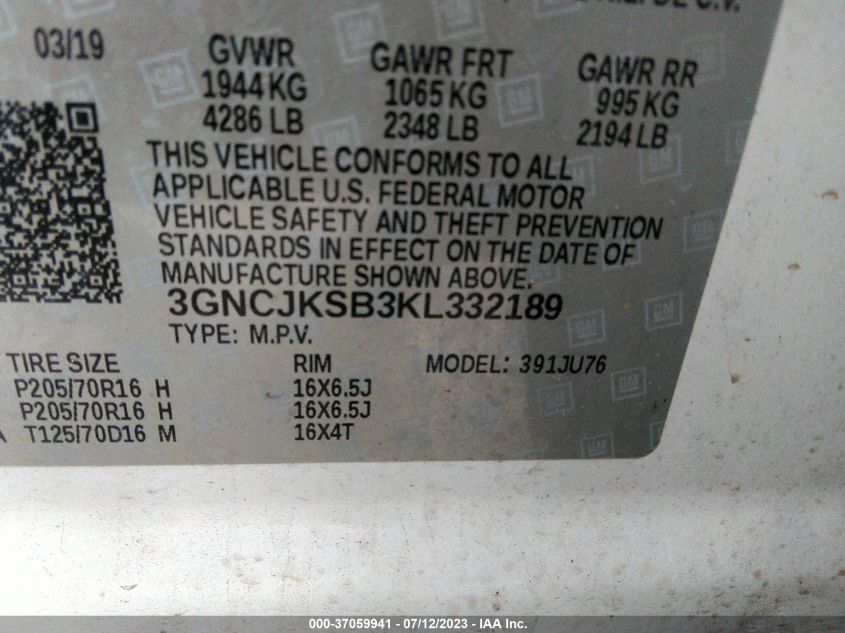 DE C.V.
03/19 GVWR GAWR FRT GAWR RR
1944 KG 1065 KG 995 KG
4286 LB 2348 LB 2194 LB
THIS VEHICLE CONFORMS TO ALL
APPLICABLE U.S. FEDERAL MOTOR
VEHICLE SAFETY AND THEFT PREVENTION
STANDARDS IN EFFECT ON THE DATE OF
MANUFACTURE SHOWN ABOVE.
3GNCJKSB3KL332189
TYPE: M.P.V.
TIRE SIZE RIM MODEL: 391JU76
P205/70R16 H 16X6.5J
P205/70R16 H 16X6.5J
T125/70D16 M 16X4T
000-37059941 - 07/12/2023 - IAA Inc.